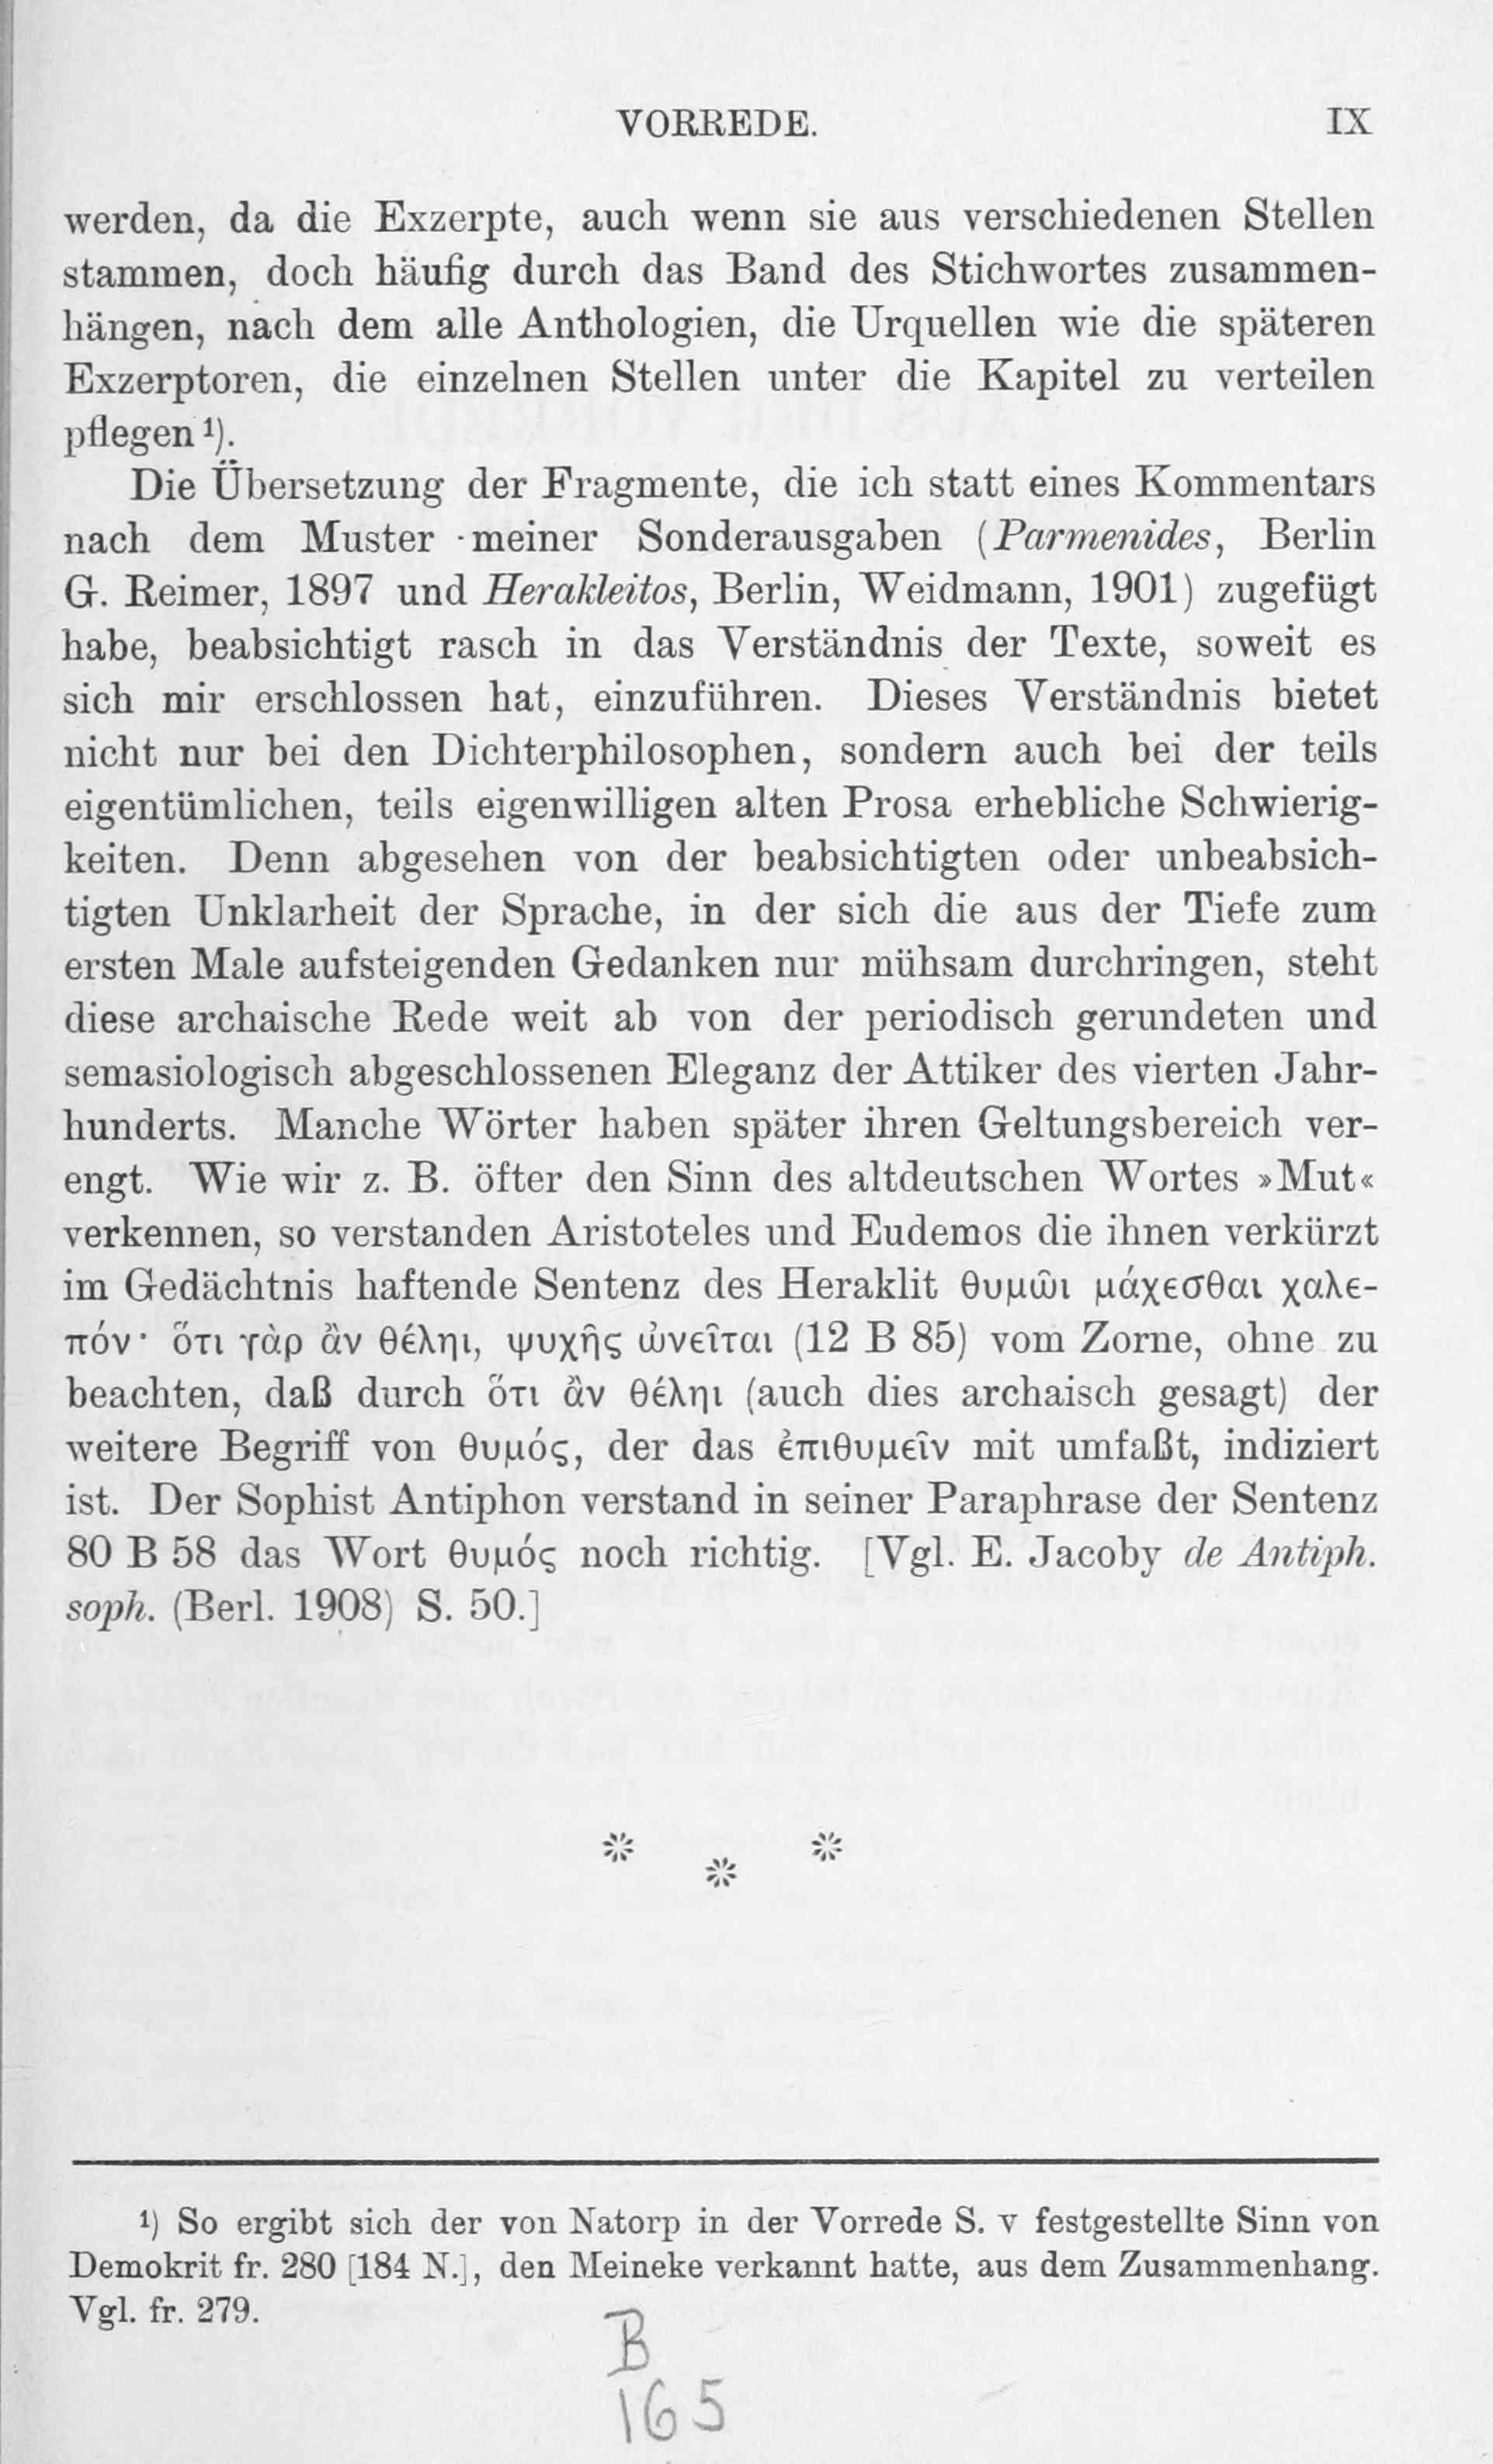 VORREDE. IX
werden, da die Exzerpte, auch wenn sie aus verschiedenen Stellen
stammen, doch häufig durch das Band des Stichwortes zusammen-
hängen, nach dem alle Anthologien, die Urquellen wie die späteren
Exzerptoren, die einzelnen Stellen unter die Kapitel zu verteilen
pflegen ¹).
Die Übersetzung der Fragmente, die ich statt eines Kommentars
nach dem Muster meiner Sonderausgaben (Parmenides, Berlin
G. Reimer, 1897 und Herakleitos, Berlin, Weidmann, 1901) zugefügt
habe, beabsichtigt rasch in das Verständnis der Texte, soweit es
sich mir erschlossen hat, einzuführen. Dieses Verständnis bietet
nicht nur bei den Dichterphilosophen, sondern auch bei der teils
eigentümlichen, teils eigenwilligen alten Prosa erhebliche Schwierig-
keiten. Denn abgesehen von der beabsichtigten oder unbeabsich-
tigten Unklarheit der Sprache, in der sich die aus der Tiefe zum
ersten Male aufsteigenden Gedanken nur mühsam durchringen, steht
diese archaische Rede weit ab von der periodisch gerundeten und
semasiologisch abgeschlossenen Eleganz der Attiker des vierten Jahr-
hunderts. Manche Wörter haben später ihren Geltungsbereich ver-
engt. Wie wir z. B. öfter den Sinn des altdeutschen Wortes »Mut«
verkennen, so verstanden Aristoteles und Eudemos die ihnen verkürzt
im Gedächtnis haftende Sentenz des Heraklit θυμῶι μάχεσθαι χαλε-
πόν· ὅτι γὰρ ἂν θέληι, ψυχῆς ὠνεῖται (12 B 85) vom Zorne, ohne zu
beachten, daß durch ὅτι ἂν θέληι (auch dies archaisch gesagt) der
weitere Begriff von θυμός, der das ἐπιθυμεῖν mit umfaßt, indiziert
ist. Der Sophist Antiphon verstand in seiner Paraphrase der Sentenz
80 B 58 das Wort θυμός noch richtig. [Vgl. E. Jacoby de Antiph.
soph. (Berl. 1908) S. 50.]
* * *
¹) So ergibt sich der von Natorp in der Vorrede S. v festgestellte Sinn von
Demokrit fr. 280 [184 N.], den Meineke verkannt hatte, aus dem Zusammenhang.
Vgl. fr. 279.
B
165